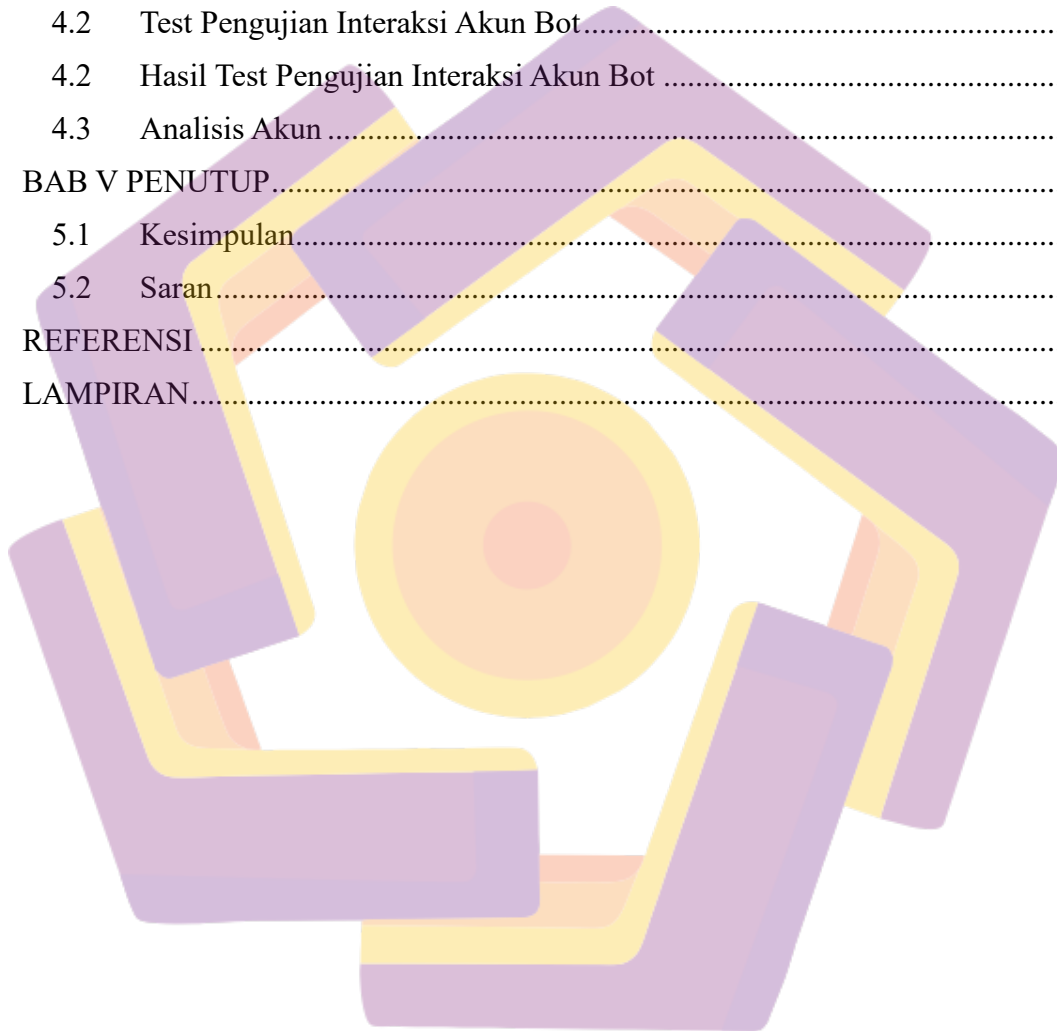 4.2 Test Pengujian Interaksi Akun Bot........................................................
4.2 Hasil Test Pengujian Interaksi Akun Bot ..............................................
4.3 Analisis Akun ........................................................................................
BAB V PENUTUP..............................................................................................
5.1 Kesimpulan............................................................................................
5.2 Saran......................................................................................................
REFERENSI ......................................................................................................
LAMPIRAN.......................................................................................................